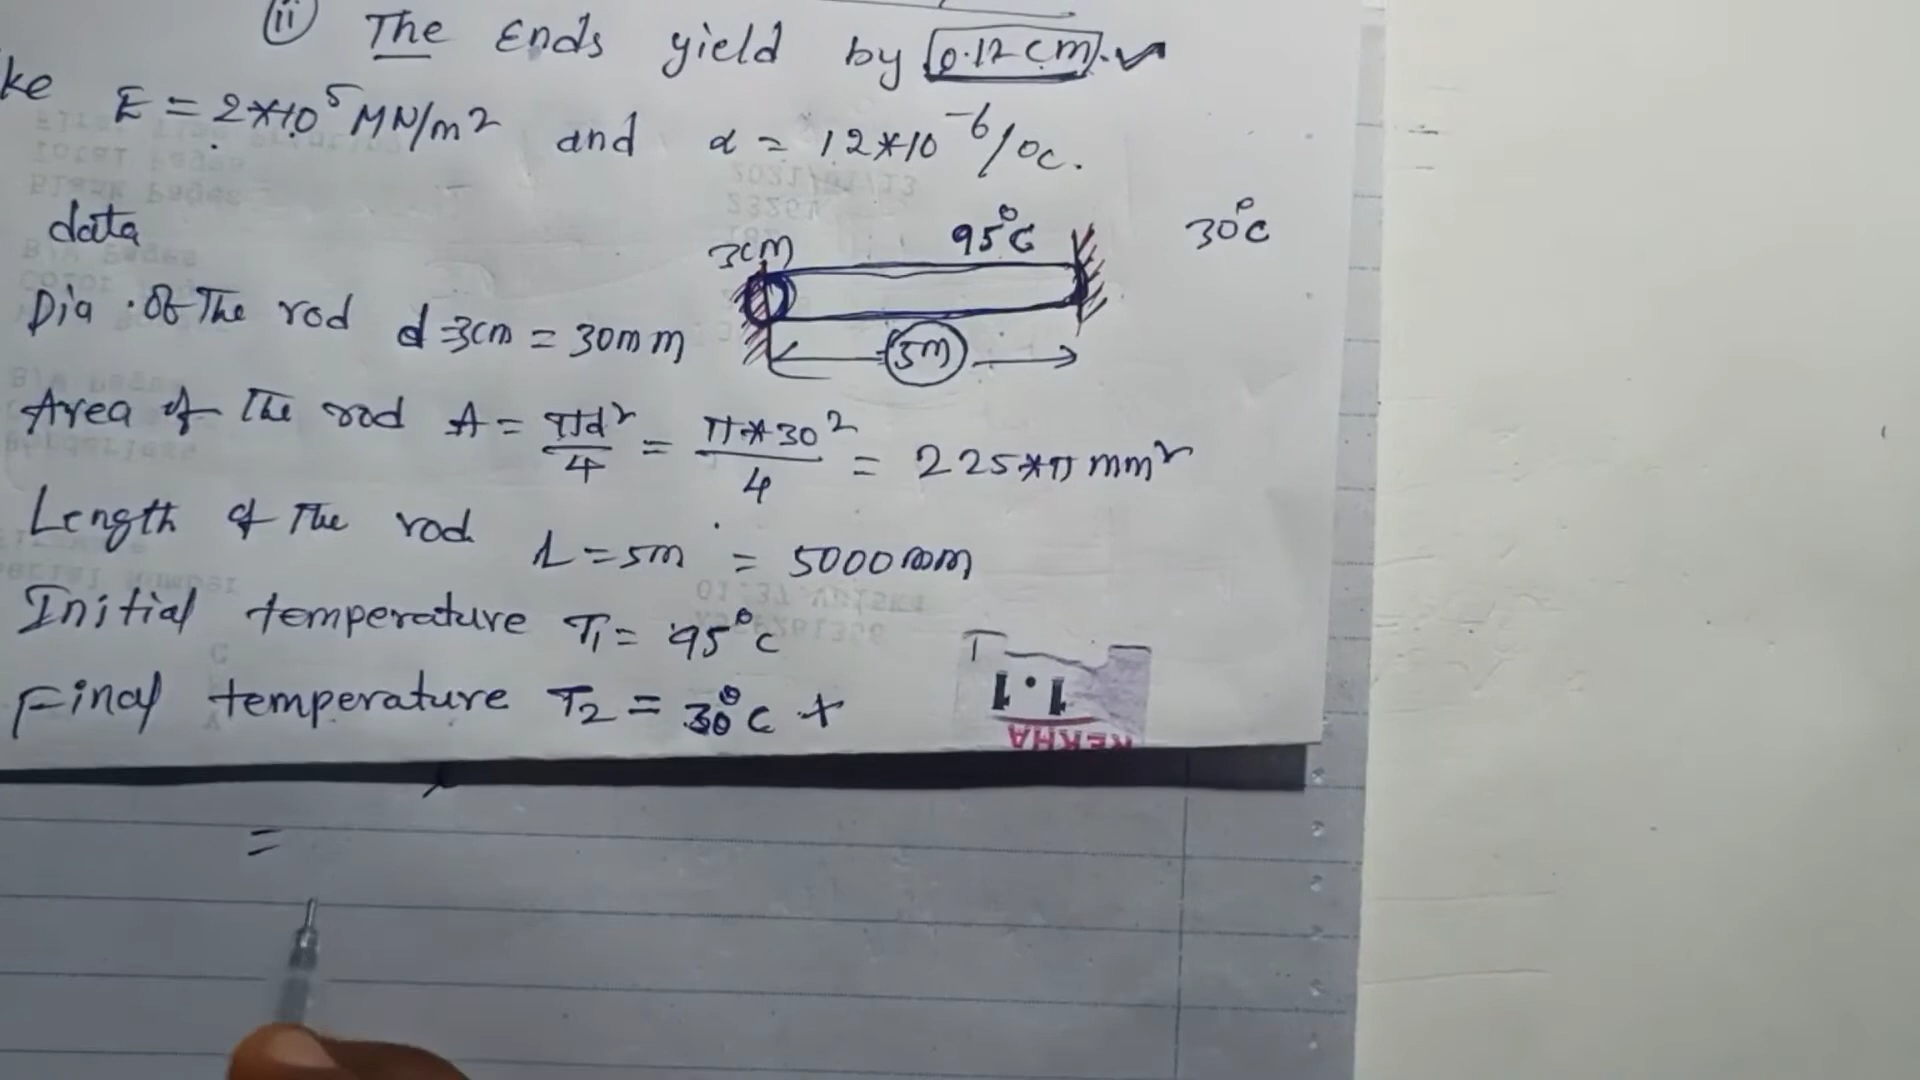 ii The Ends yield by 0.12 cm.
ke E = 2*10^5 MN/m2 and α = 12*10^-6/oc.
data
3cm 95°C 30°C
Dia. of The rod d=3cm = 30mm
5m
Area of The rod A = πd²/4 = π*30²/4 = 225*π mm²
Length of The rod L=5m = 5000mm
Initial temperature T1= 95°C
Final temperature T2 = 30°C +
1.1
REKHA
=